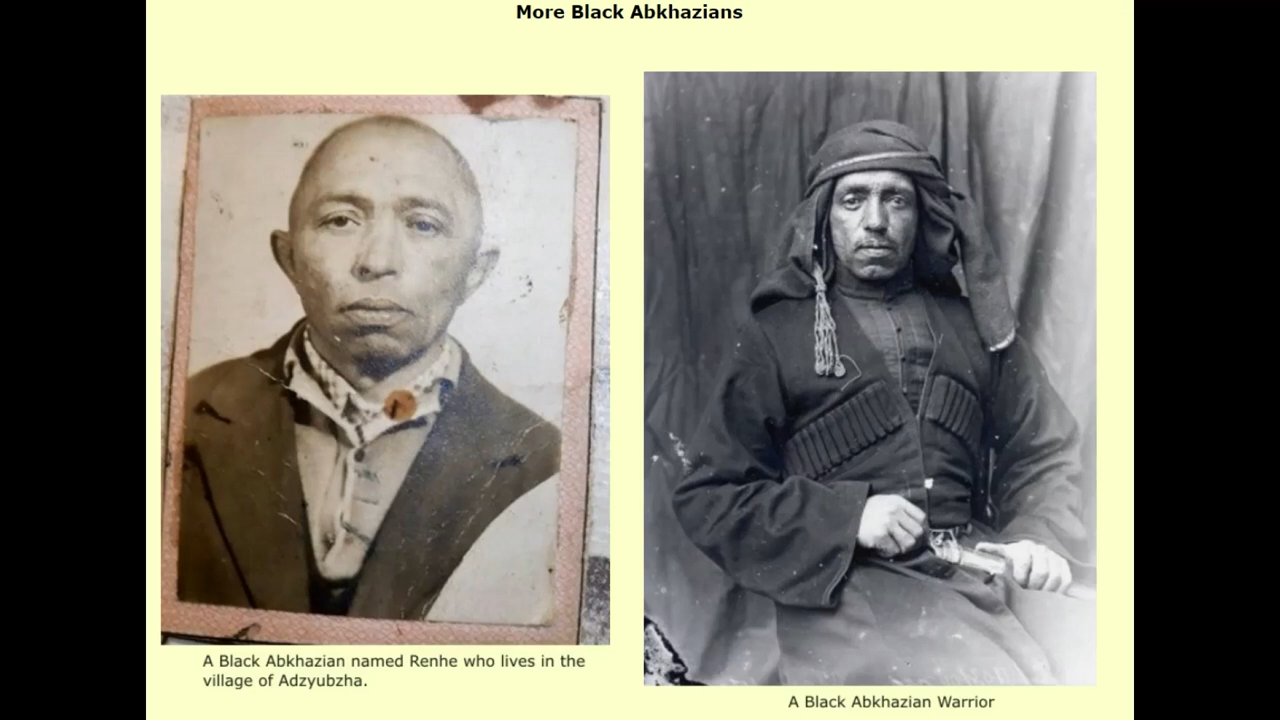 More Black Abkhazians
A Black Abkhazian named Renhe who lives in the
village of Adzyubzha.
A Black Abkhazian Warrior